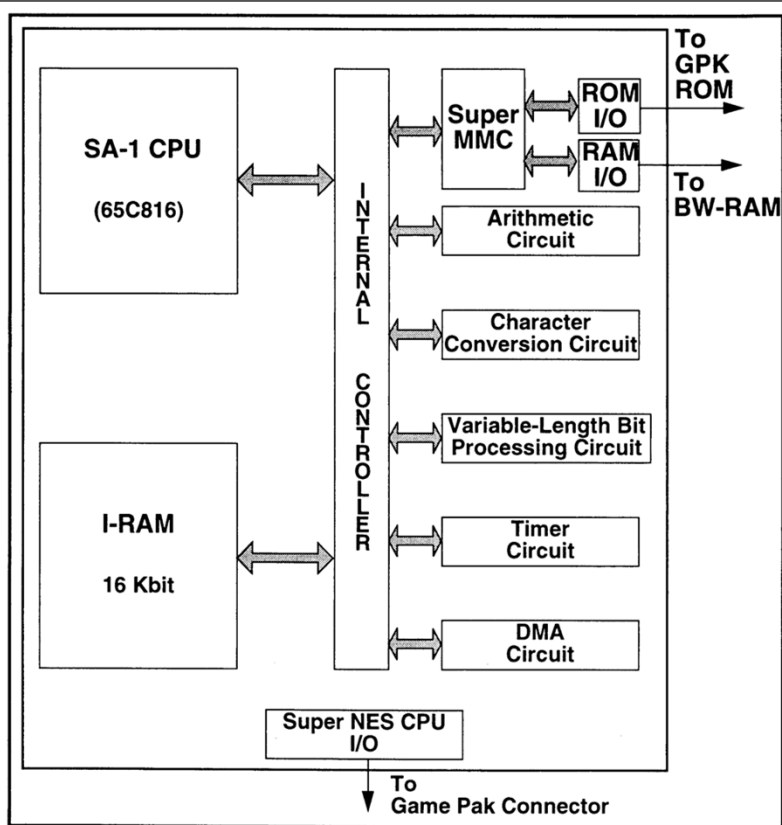 To
GPK
ROM
SA-1 CPU
(65C816)
Super
MMC
ROM
I/O
RAM
I/O
To
BW-RAM
INTERNAL
CONTROLLER
Arithmetic
Circuit
Character
Conversion Circuit
Variable-Length Bit
Processing Circuit
I-RAM
16 Kbit
Timer
Circuit
DMA
Circuit
Super NES CPU
I/O
To
Game Pak Connector